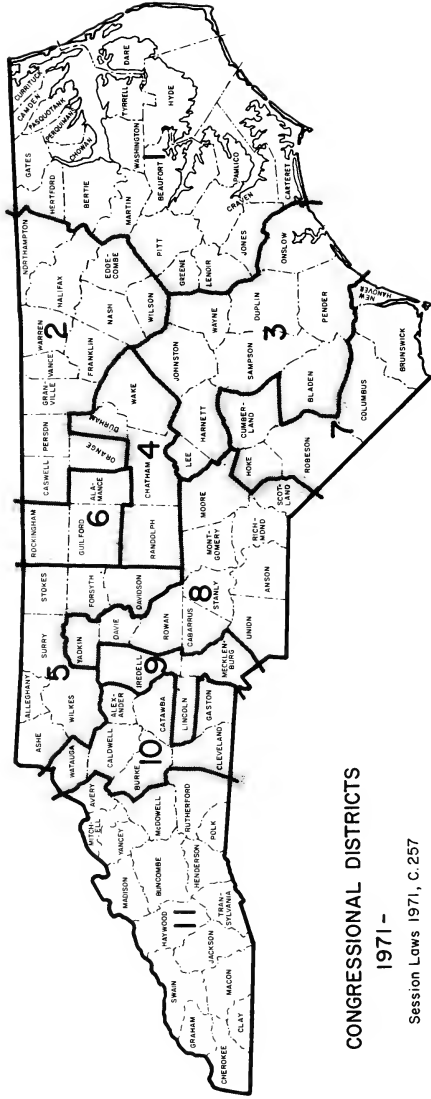 CURRITUCK
CAMDEN
PASQUOTANK
PERQUIMANS
CHOWAN
GATES
HERTFORD
BERTIE
NORTHAMPTON
MARTIN
WASHINGTON
TYRRELL
DARE
HYDE
BEAUFORT
PAMLICO
CRAVEN
CARTERET
PITT
GREENE
LENOIR
JONES
1
WARREN
HALIFAX
EDGE-
COMBE
NASH
WILSON
FRANKLIN
VANCE
GRAN-
VILLE
PERSON
CASWELL
2
WAYNE
JOHNSTON
DUPLIN
ONSLOW
SAMPSON
PENDER
BLADEN
HARNETT
LEE
3
WAKE
DURHAM
ORANGE
CHATHAM
RANDOLPH
4
CUMBER-
LAND
HOKE
ROBESON
COLUMBUS
BRUNSWICK
NEW
HANOVER
7
ROCKINGHAM
GUILFORD
ALA-
MANCE
6
MOORE
MONT-
GOMERY
RICH-
MOND
SCOT-
LAND
ANSON
STANLY
UNION
CABARRUS
ROWAN
8
STOKES
SURRY
FORSYTH
DAVIDSON
DAVIE
ALLEGHANY
ASHE
WILKES
5
YADKIN
IREDELL
LINCOLN
MECKLEN-
BURG
9
WATAUGA
ALEX-
ANDER
CALDWELL
CATAWBA
BURKE
GASTON
CLEVELAND
10
AVERY
MITCH-
ELL
YANCEY
McDOWELL
MADISON
BUNCOMBE
RUTHERFORD
POLK
HENDERSON
HAYWOOD
TRAN-
SYLVANIA
JACKSON
SWAIN
MACON
GRAHAM
CLAY
CHEROKEE
11
CONGRESSIONAL DISTRICTS
1971-
Session Laws 1971, C. 257